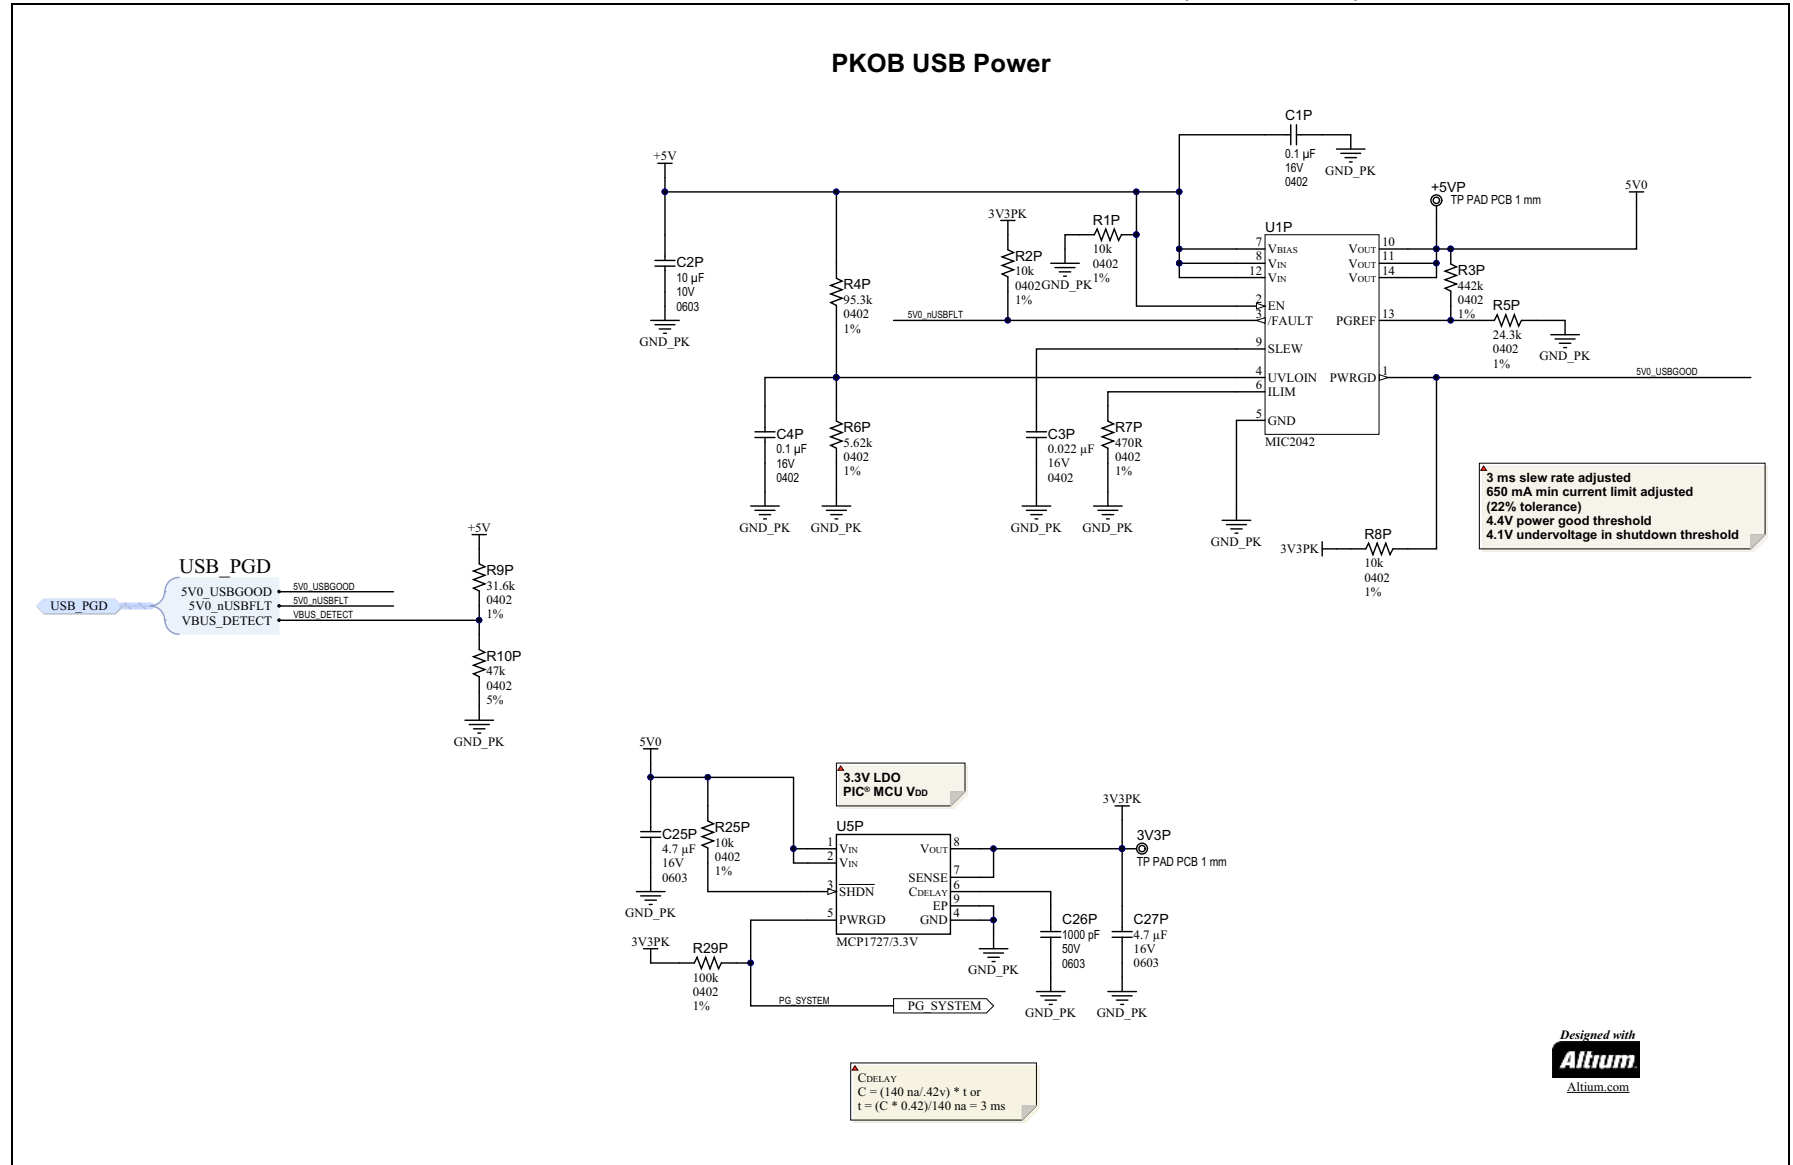 PKOB USB Power
+5V
C2P
10 µF
10V
0603
GND_PK
R4P
95.3k
0402
1%
3V3PK
R2P
10k
0402
1%
R1P
10k
0402
1%
GND_PK
C1P
0.1 µF
16V
0402
GND_PK
5V0_nUSBFLT
C4P
0.1 µF
16V
0402
GND_PK
R6P
5.62k
0402
1%
GND_PK
C3P
0.022 µF
16V
0402
GND_PK
R7P
470R
0402
1%
GND_PK
U1P
7 VBIAS
8 VIN
12 VIN
2 EN
3 /FAULT
9 SLEW
4 UVLOIN
6 ILIM
5 GND
VOUT 10
VOUT 11
VOUT 14
PGREF 13
PWRGD 1
MIC2042
GND_PK
+5VP
TP PAD PCB 1 mm
5V0
R3P
442k
0402
1%
R5P
24.3k
0402
1%
GND_PK
5V0_USBGOOD
3V3PK
R8P
10k
0402
1%
3 ms slew rate adjusted
650 mA min current limit adjusted
(22% tolerance)
4.4V power good threshold
4.1V undervoltage in shutdown threshold
USB_PGD
USB_PGD
5V0_USBGOOD
5V0_nUSBFLT
VBUS_DETECT
5V0_USBGOOD
5V0_nUSBFLT
VBUS_DETECT
+5V
R9P
31.6k
0402
1%
R10P
47k
0402
5%
GND_PK
5V0
C25P
4.7 µF
16V
0603
GND_PK
R25P
10k
0402
1%
3.3V LDO
PIC® MCU VDD
U5P
1 VIN
2 VIN
3 SHDN
5 PWRGD
VOUT 8
SENSE 7
CDELAY 6
EP 9
GND 4
MCP1727/3.3V
3V3PK
R29P
100k
0402
1%
PG_SYSTEM
PG_SYSTEM
GND_PK
C26P
1000 pF
50V
0603
GND_PK
3V3PK
3V3P
TP PAD PCB 1 mm
C27P
4.7 µF
16V
0603
GND_PK
CDELAY
C = (140 na/.42v) * t or
t = (C * 0.42)/140 na = 3 ms
Designed with
Altıum.
Altium.com